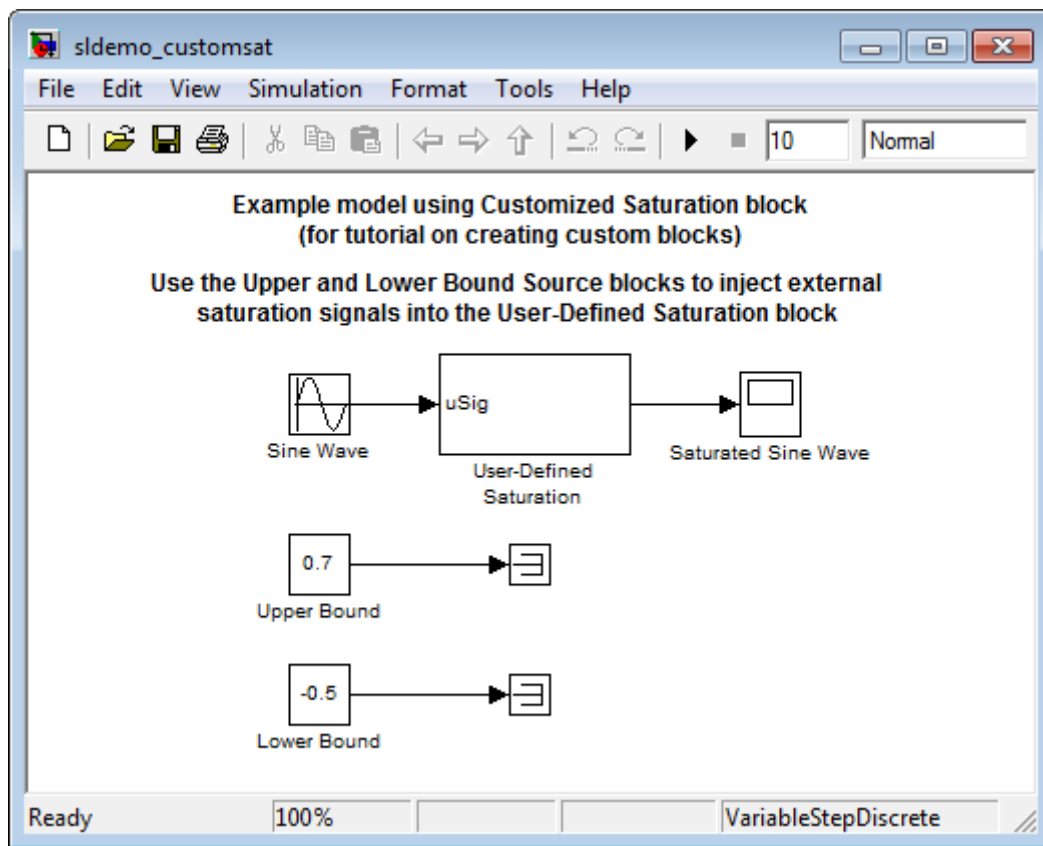 sldemo_customsat
File Edit View Simulation Format Tools Help
10 Normal
Example model using Customized Saturation block
(for tutorial on creating custom blocks)
Use the Upper and Lower Bound Source blocks to inject external
saturation signals into the User-Defined Saturation block
uSig
Sine Wave
User-Defined
Saturation
Saturated Sine Wave
0.7
Upper Bound
-0.5
Lower Bound
Ready 100% VariableStepDiscrete